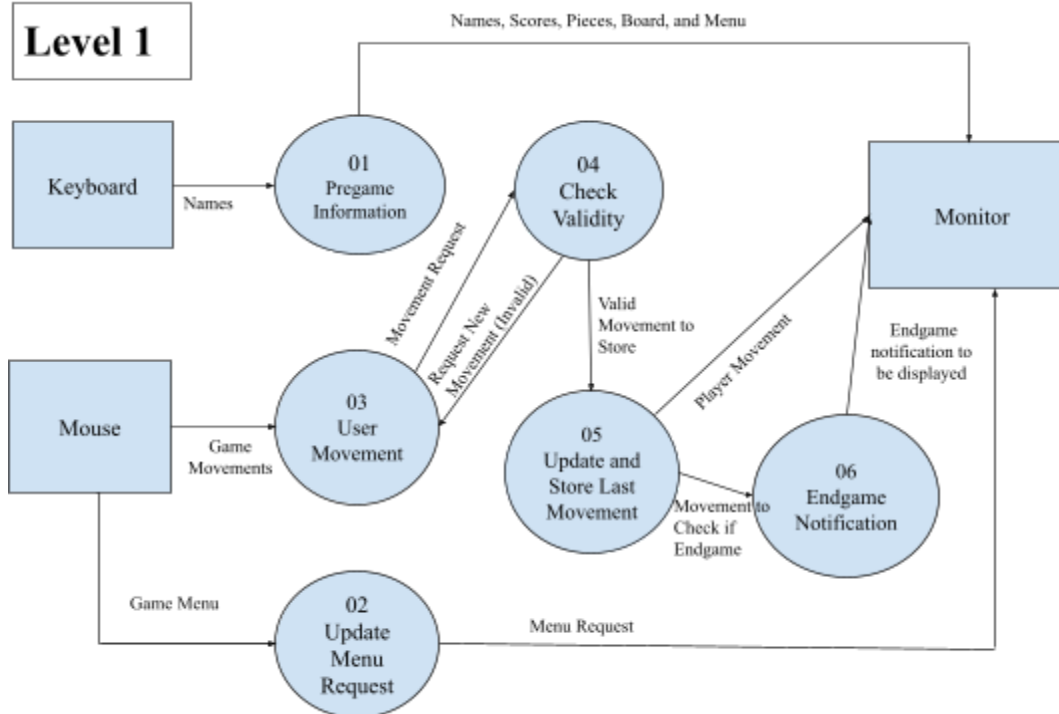 Level 1
Names, Scores, Pieces, Board, and Menu
Keyboard
Names
01
Pregame
Information
04
Check
Validity
Monitor
Movement Request
Request New
Movement (Invalid)
Valid
Movement to
Store
Player Movement
Endgame
notification to
be displayed
Mouse
Game
Movements
03
User
Movement
05
Update and
Store Last
Movement
Movement to
Check if
Endgame
06
Endgame
Notification
Game Menu
02
Update
Menu
Request
Menu Request